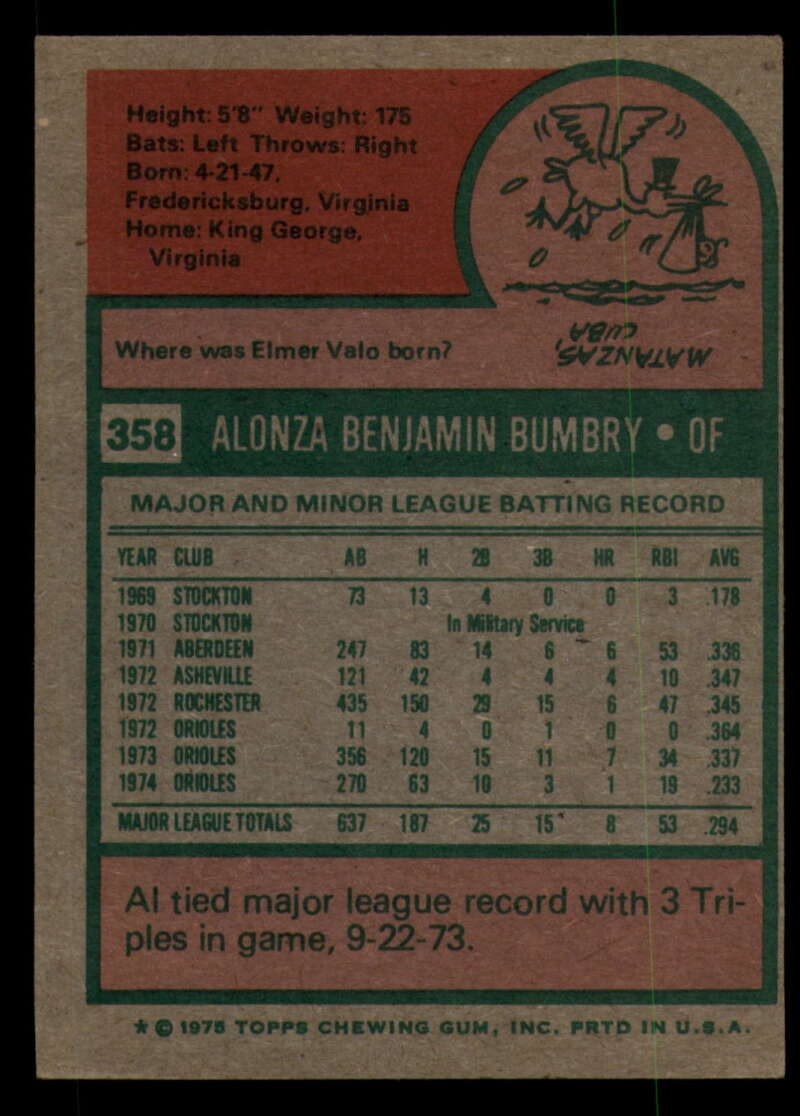 Height: 5'8" Weight: 175
Bats: Left Throws: Right
Born: 4-21-47,
Fredericksburg, Virginia
Home: King George,
Virginia
Where was Elmer Valo born?
MATANZAS,
CUBA
358 ALONZA BENJAMIN BUMBRY • OF
MAJOR AND MINOR LEAGUE BATTING RECORD
YEAR CLUB AB H 2B 3B HR RBI AVG
1969 STOCKTON 73 13 4 0 0 3 .178
1970 STOCKTON In Military Service
1971 ABERDEEN 247 83 14 6 6 53 .336
1972 ASHEVILLE 121 42 4 4 4 10 .347
1972 ROCHESTER 435 150 29 15 6 47 .345
1972 ORIOLES 11 4 0 1 0 0 .364
1973 ORIOLES 356 120 15 11 7 34 .337
1974 ORIOLES 270 63 10 3 1 19 .233
MAJOR LEAGUE TOTALS 637 187 25 15 8 53 .294
Al tied major league record with 3 Tri-
ples in game, 9-22-73.
* © 1975 TOPPS CHEWING GUM, INC. PRTD IN U.S.A.